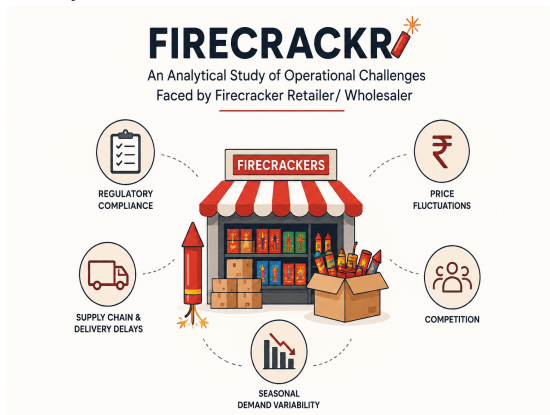 FIRECRACKR
An Analytical Study of Operational Challenges
Faced by Firecracker Retailer/ Wholesaler
FIRECRACKERS
REGULATORY
COMPLIANCE
₹
PRICE
FLUCTUATIONS
SUPPLY CHAIN &
DELIVERY DELAYS
COMPETITION
SEASONAL
DEMAND VARIABILITY